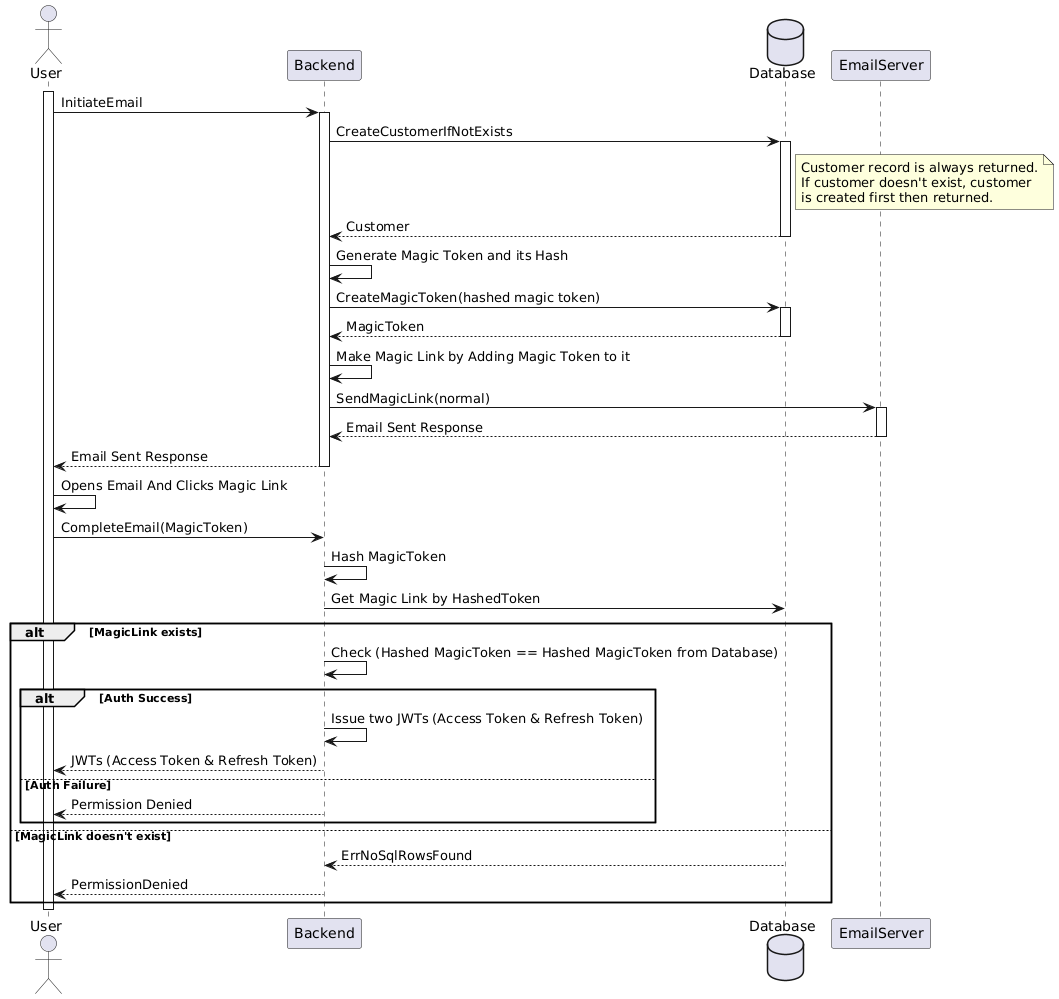 User
Backend
Database
EmailServer
InitiateEmail
CreateCustomerIfNotExists
Customer record is always returned.
If customer doesn't exist, customer
is created first then returned.
Customer
Generate Magic Token and its Hash
CreateMagicToken(hashed magic token)
MagicToken
Make Magic Link by Adding Magic Token to it
SendMagicLink(normal)
Email Sent Response
Email Sent Response
Opens Email And Clicks Magic Link
CompleteEmail(MagicToken)
Hash MagicToken
Get Magic Link by HashedToken
alt [MagicLink exists]
Check (Hashed MagicToken == Hashed MagicToken from Database)
alt [Auth Success]
Issue two JWTs (Access Token & Refresh Token)
JWTs (Access Token & Refresh Token)
[Auth Failure]
Permission Denied
[MagicLink doesn't exist]
ErrNoSqlRowsFound
PermissionDenied
User
Backend
Database
EmailServer